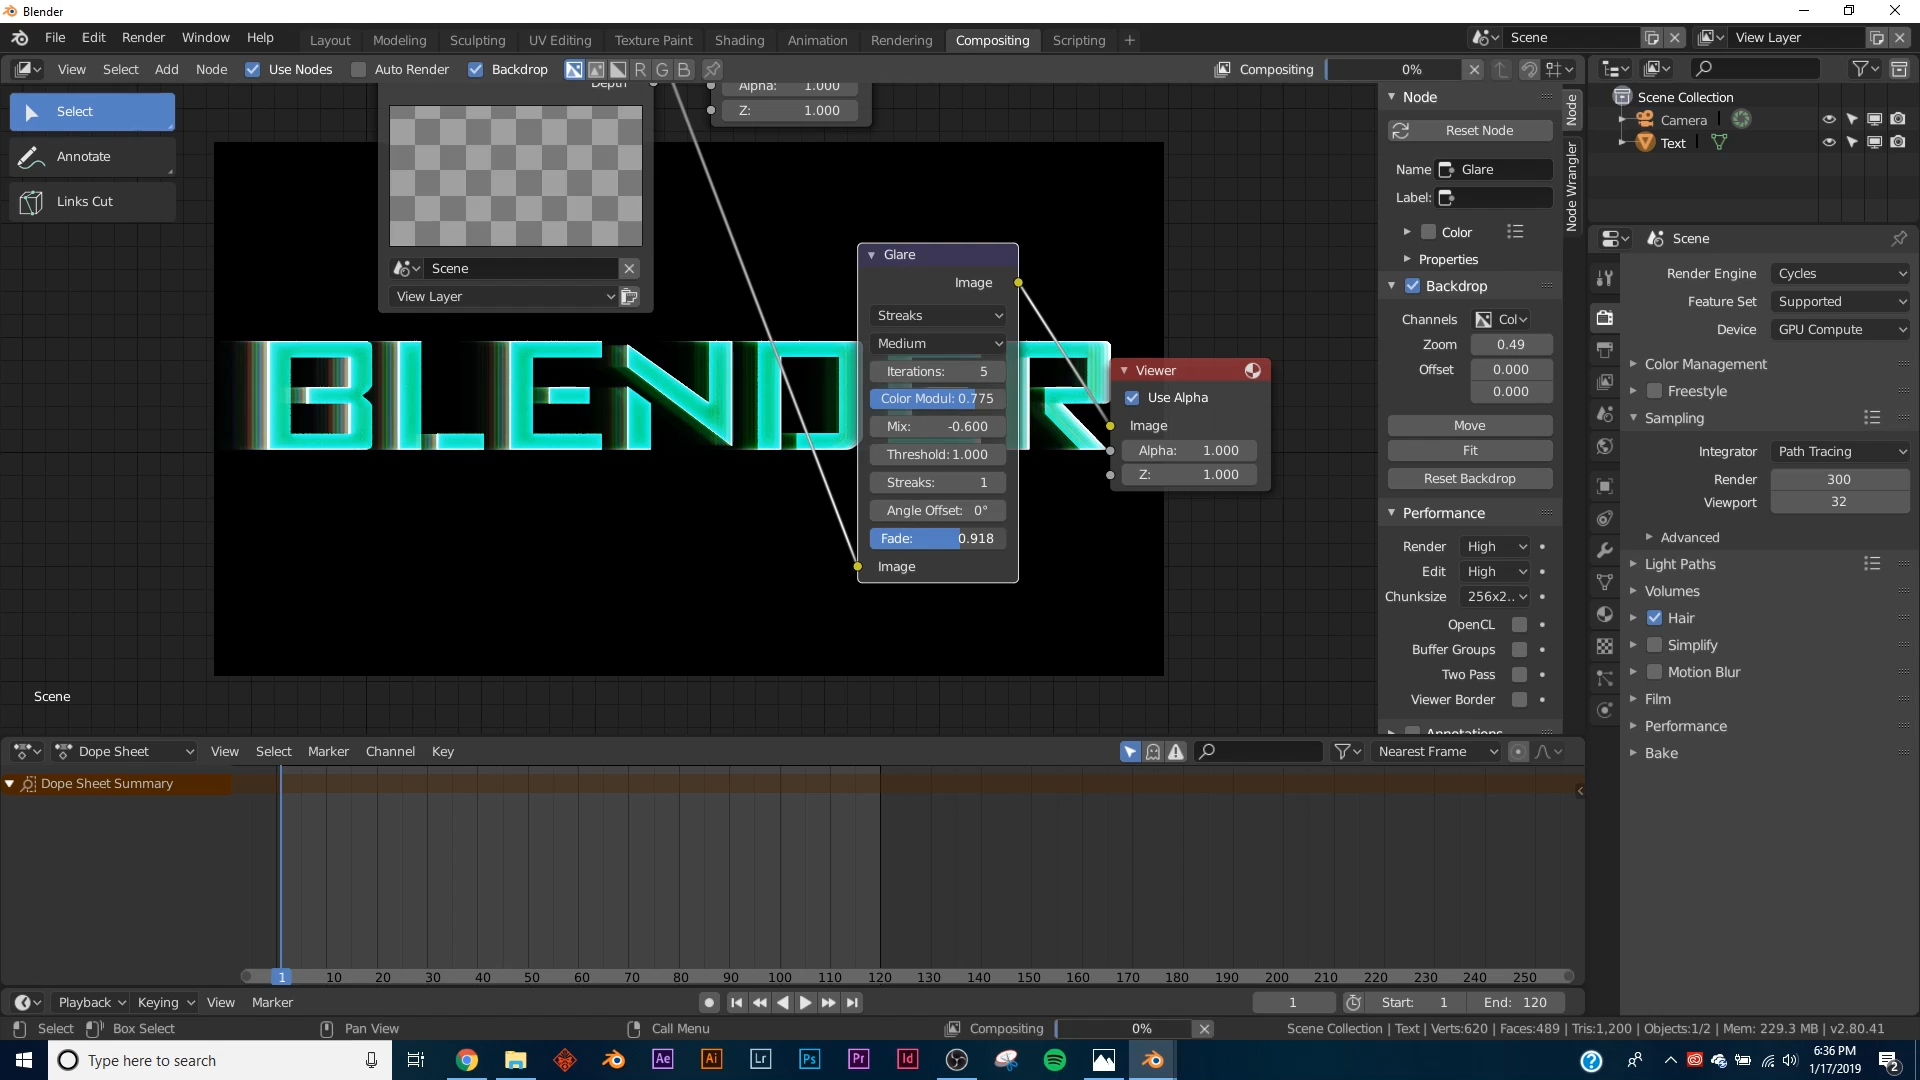 Blender
File Edit Render Window Help Layout Modeling Sculpting UV Editing Texture Paint Shading Animation Rendering Compositing Scripting + Scene View Layer
View Select Add Node Use Nodes Auto Render Backdrop R G B Compositing 0%
Select
Annotate
Links Cut
Depth
Scene
View Layer
Alpha: 1.000
Z: 1.000
BLENDER
Glare
Image
Streaks
Medium
Iterations: 5
Color Modul: 0.775
Mix: -0.600
Threshold: 1.000
Streaks: 1
Angle Offset: 0°
Fade: 0.918
Image
Viewer
Use Alpha
Image
Alpha: 1.000
Z: 1.000
Scene
Node
Reset Node
Name Glare
Label:
Color
Properties
Backdrop
Channels Col
Zoom 0.49
Offset 0.000
0.000
Move
Fit
Reset Backdrop
Performance
Render High
Edit High
Chunksize 256x2..
OpenCL
Buffer Groups
Two Pass
Viewer Border
Annotations
Node
Node Wrangler
Scene Collection
Camera
Text
Scene
Render Engine Cycles
Feature Set Supported
Device GPU Compute
Color Management
Freestyle
Sampling
Integrator Path Tracing
Render 300
Viewport 32
Advanced
Light Paths
Volumes
Hair
Simplify
Motion Blur
Film
Performance
Bake
Dope Sheet View Select Marker Channel Key Nearest Frame
Dope Sheet Summary
1 10 20 30 40 50 60 70 80 90 100 110 120 130 140 150 160 170 180 190 200 210 220 230 240 250
Playback Keying View Marker 1 Start: 1 End: 120
Select Box Select Pan View Call Menu Compositing 0% Scene Collection | Text | Verts:620 | Faces:489 | Tris:1,200 | Objects:1/2 | Mem: 229.3 MB | v2.80.41
Type here to search Ae Ai Lr Ps Pr Id 6:36 PM
1/17/2019 2